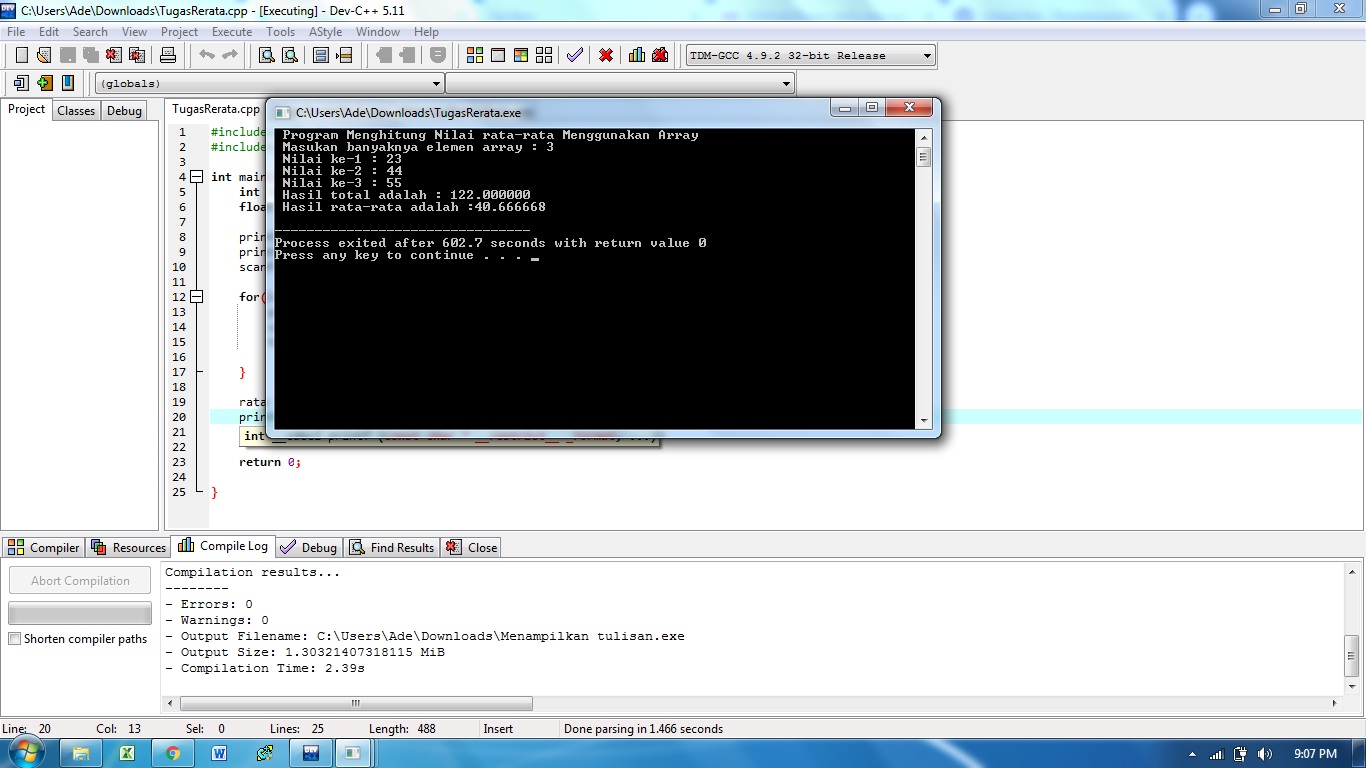 C:\Users\Ade\Downloads\TugasRerata.cpp - [Executing] - Dev-C++ 5.11
File Edit Search View Project Execute Tools AStyle Window Help
TDM-GCC 4.9.2 32-bit Release
(globals)
Project Classes Debug
TugasRerata.cpp
C:\Users\Ade\Downloads\TugasRerata.exe
Program Menghitung Nilai rata-rata Menggunakan Array
Masukan banyaknya elemen array : 3
Nilai ke-1 : 23
Nilai ke-2 : 44
Nilai ke-3 : 55
Hasil total adalah : 122.000000
Hasil rata-rata adalah :40.666668
--------------------------------
Process exited after 602.7 seconds with return value 0
Press any key to continue . . . _
1 #include
2 #include
3
4 int main
5 int
6 floa
7
8 prin
9 prin
10 scan
11
12 for(
13
14
15
16
17 }
18
19 rata
20 prin
21 int
22
23 return 0;
24
25 }
Compiler Resources Compile Log Debug Find Results Close
Abort Compilation
Shorten compiler paths
Compilation results...
--------
- Errors: 0
- Warnings: 0
- Output Filename: C:\Users\Ade\Downloads\Menampilkan tulisan.exe
- Output Size: 1.30321407318115 MiB
- Compilation Time: 2.39s
Line: 20 Col: 13 Sel: 0 Lines: 25 Length: 488 Insert Done parsing in 1.466 seconds
9:07 PM